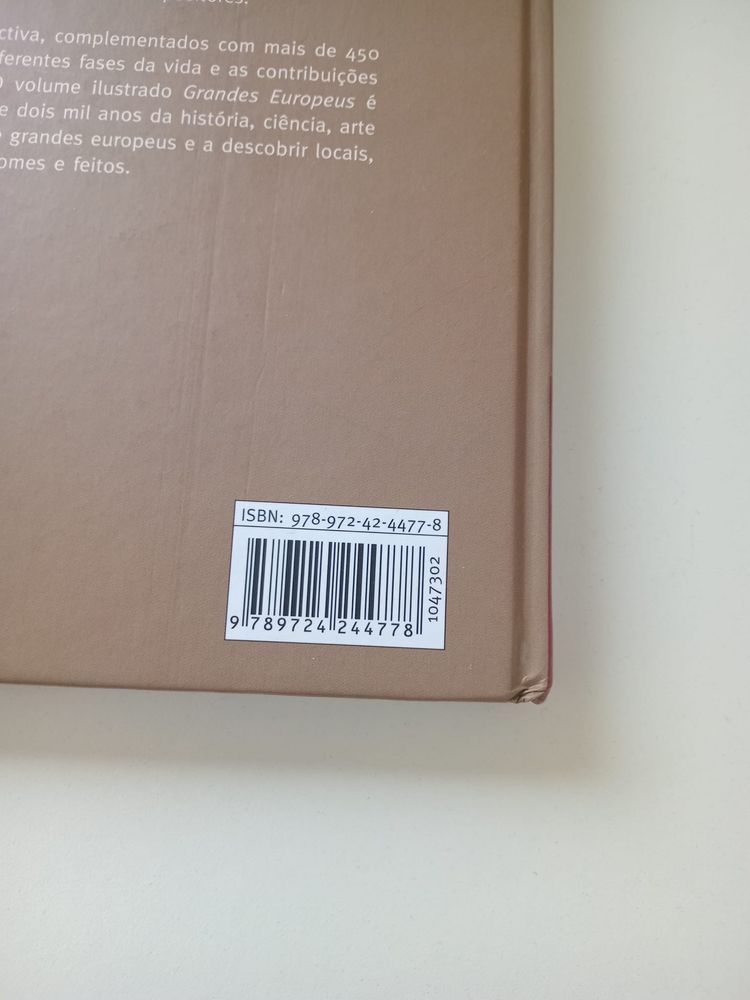 ctiva, complementados com mais de 450
ferentes fases da vida e as contribuições
volume ilustrado Grandes Europeus é
e dois mil anos da história, ciência, arte
grandes europeus e a descobrir locais,
omes e feitos.
ISBN: 978-972-42-4477-8
1047302
9 789724 244778